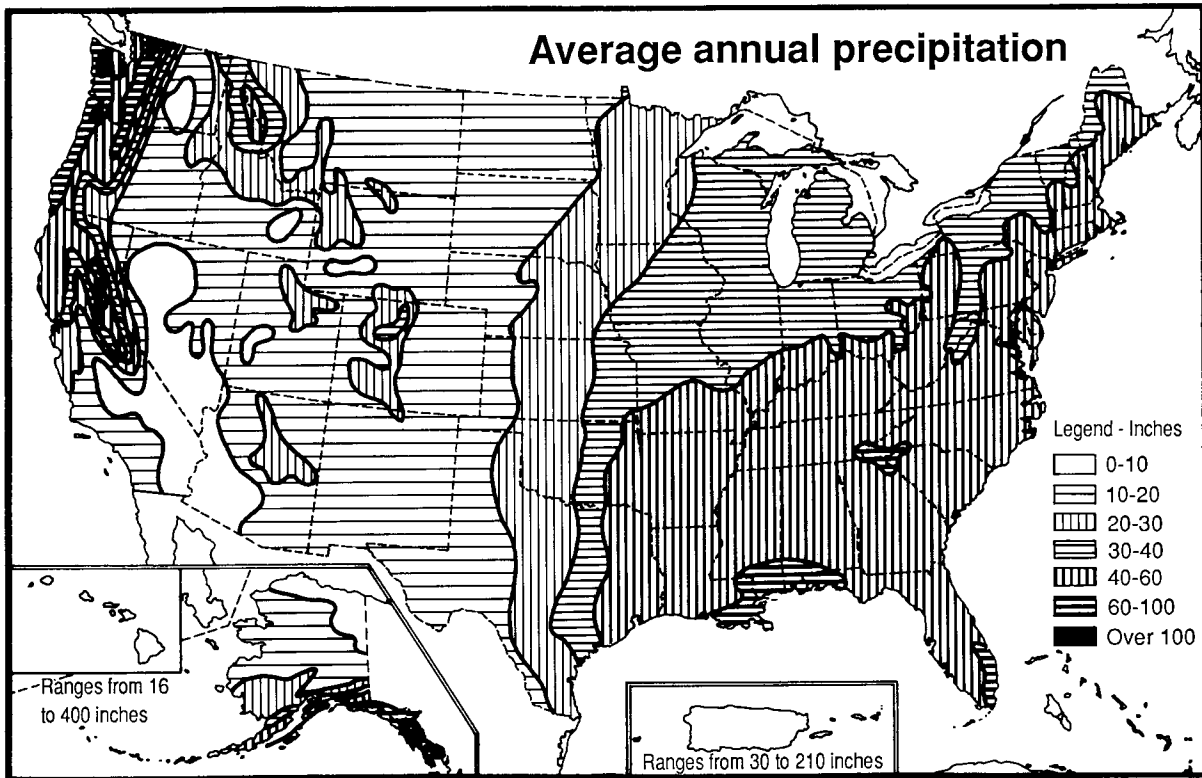 Average annual precipitation
Legend - Inches
0-10
10-20
20-30
30-40
40-60
60-100
Over 100
Ranges from 16
to 400 inches
Ranges from 30 to 210 inches